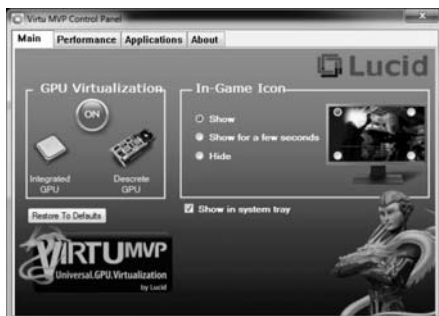 Virtu MVP Control Panel
Main Performance Applications About
Lucid
GPU Virtualization
ON
Integrated
GPU
Descrete
GPU
In-Game Icon
Show
Show for a few seconds
Hide
Restore To Defaults
Show in system tray
VIRTU MVP
Universal.GPU.Virtualization
by Lucid